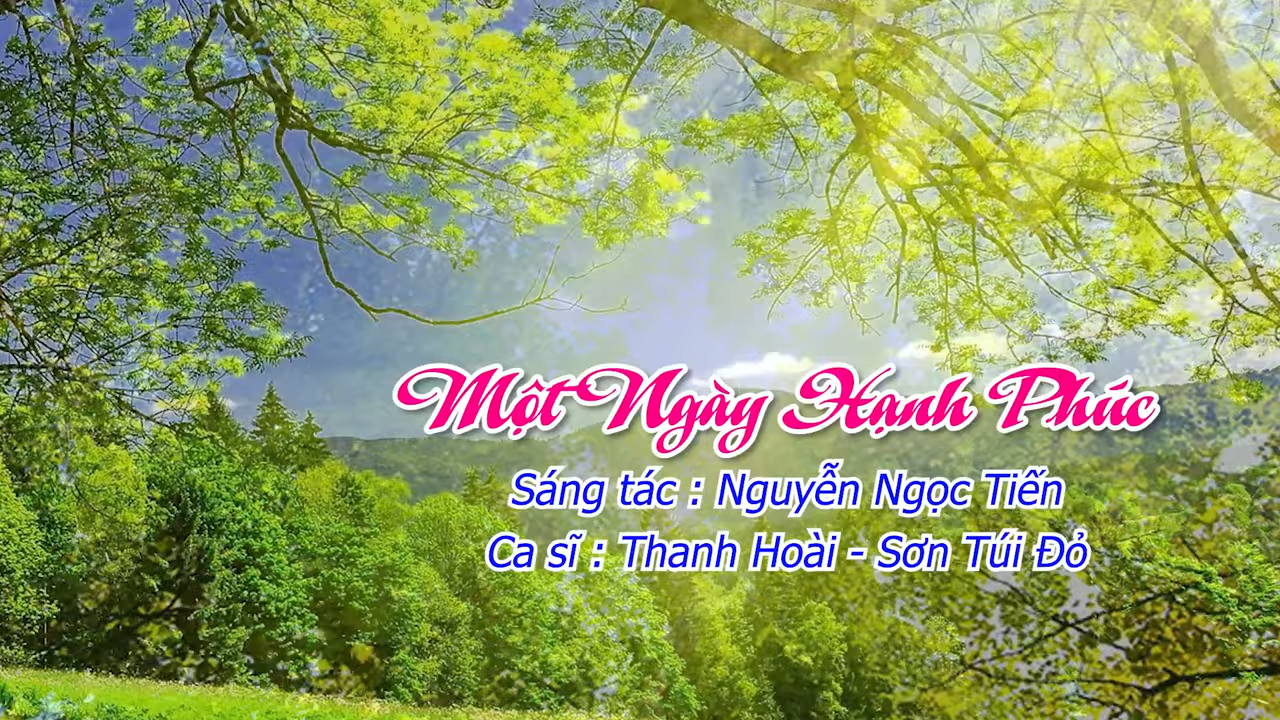 Một Ngày Hạnh Phúc
Sáng tác : Nguyễn Ngọc Tiến
Ca sĩ : Thanh Hoài - Sơn Túi Đỏ